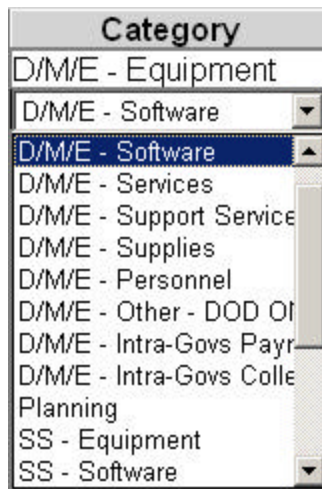 Category
D/M/E - Equipment
D/M/E - Software
D/M/E - Software
D/M/E - Services
D/M/E - Support Service
D/M/E - Supplies
D/M/E - Personnel
D/M/E - Other - DOD
D/M/E - Intra-Govs
D/M/E - Intra-Govs Colle
Planning
SS - Equipment
SS - Software